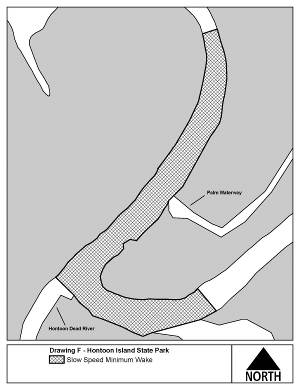 Palm Waterway
Hontoon Dead River
Drawing F - Hontoon Island State Park
Slow Speed Minimum Wake
NORTH